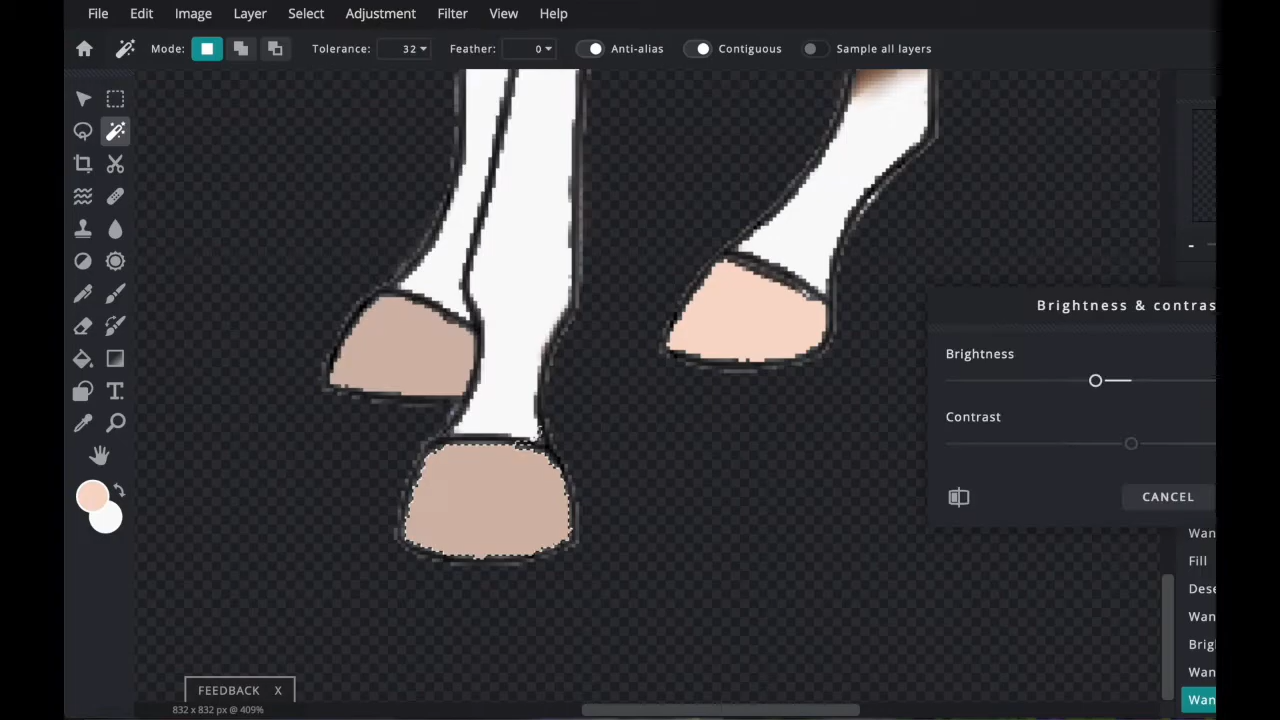 File Edit Image Layer Select Adjustment Filter View Help
Mode: Tolerance: 32 Feather: 0 Anti-alias Contiguous Sample all layers
Brightness & contras
Brightness
Contrast
CANCEL
Wan
Fill
Dese
Wan
Brig
Wan
Wan
FEEDBACK X
832 x 832 px @ 409%